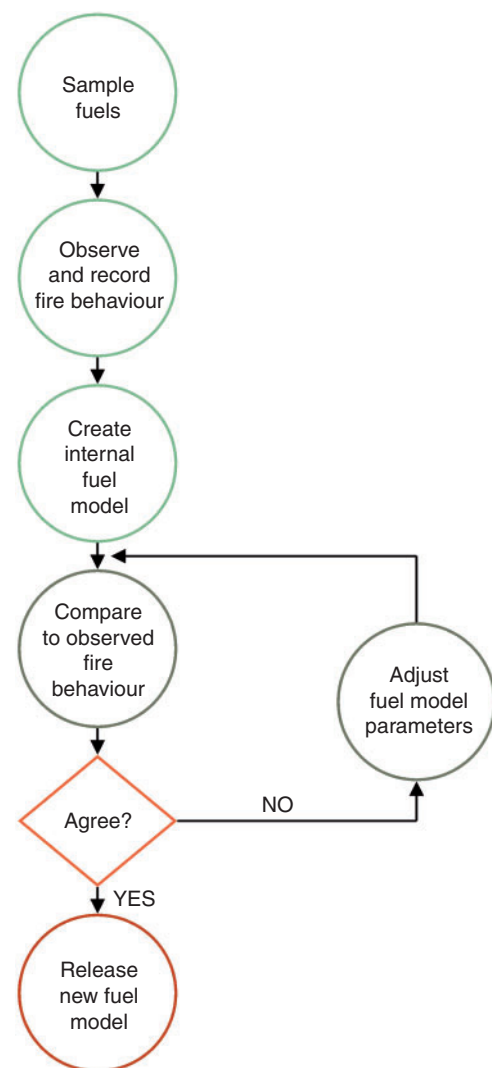 Sample
fuels
Observe
and record
fire behaviour
Create
internal
fuel
model
Compare
to observed
fire
behaviour
Adjust
fuel model
parameters
Agree?
NO
YES
Release
new fuel
model